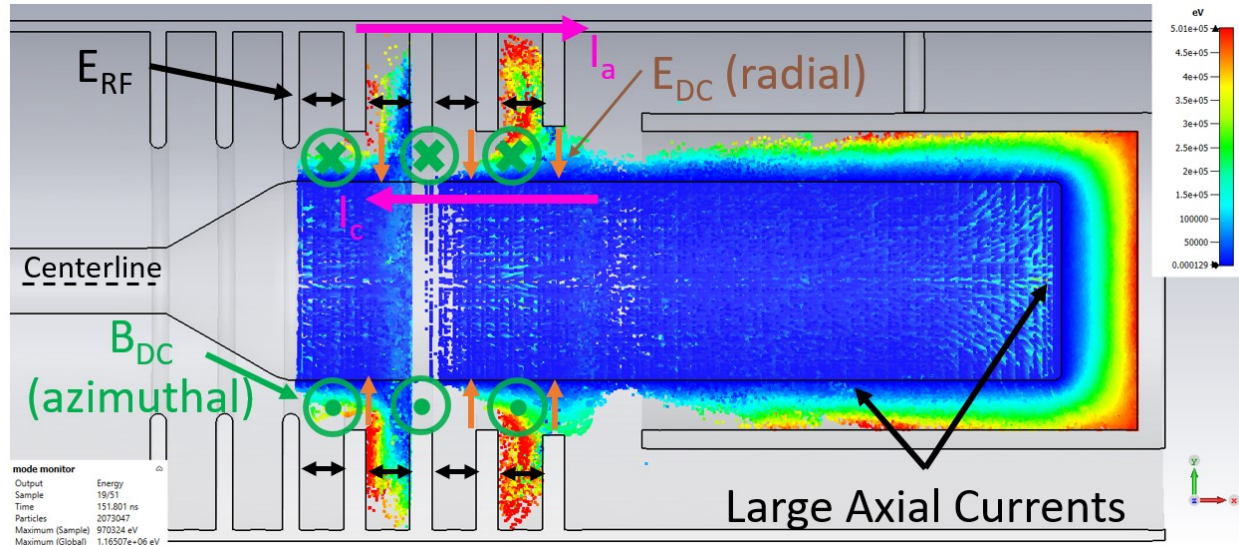 eV
5.01e+05
4.5e+05
4e+05
3.5e+05
3e+05
2.5e+05
2e+05
1.5e+05
100000
50000
0.000129
E_RF
I_a
E_DC (radial)
I_c
Centerline
B_DC
(azimuthal)
Large Axial Currents
mode monitor
Output Energy
Sample 19/51
Time 151.801 ns
Particles 2073047
Maximum (Sample) 970324 eV
Maximum (Global) 1.16507e+06 eV
Y
Z
X